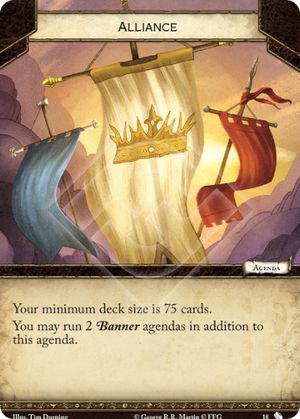 Alliance
Agenda
Your minimum deck size is 75 cards.
You may run 2 Banner agendas in addition to
this agenda.
Illus. Tim Durning
© George R.R. Martin © FFG
18